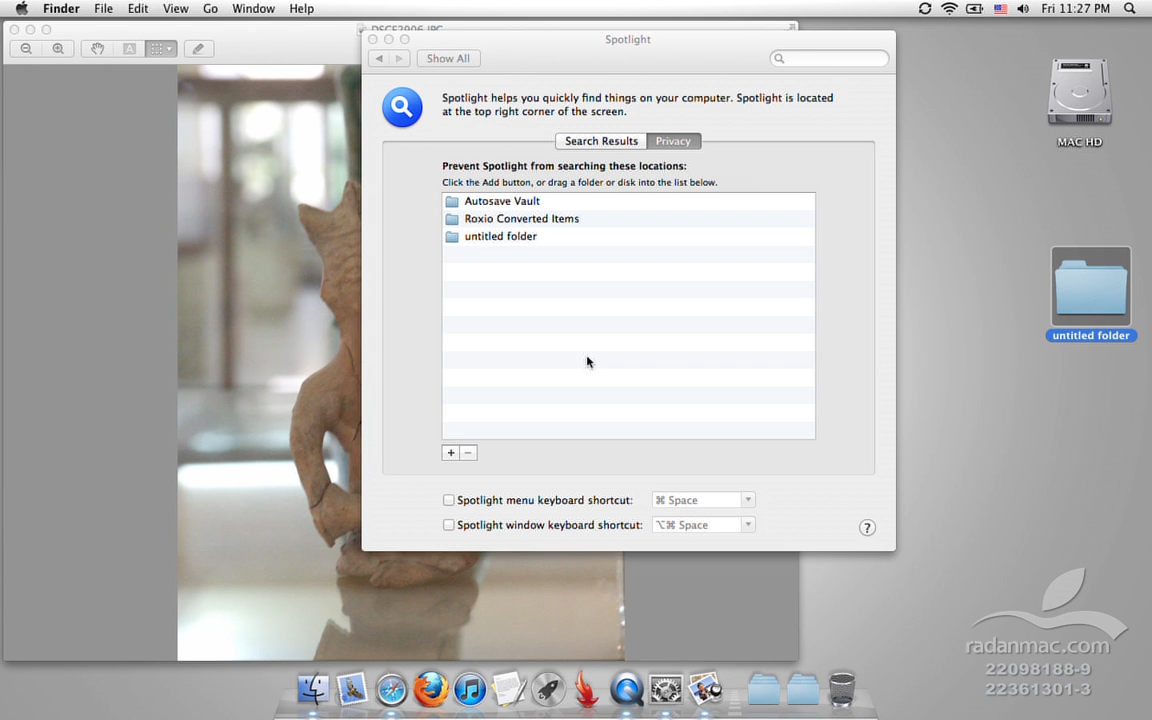 Finder File Edit View Go Window Help Fri 11:27 PM
DSCF2906.JPG
Spotlight
Show All
Spotlight helps you quickly find things on your computer. Spotlight is located
at the top right corner of the screen.
Search Results Privacy
Prevent Spotlight from searching these locations:
Click the Add button, or drag a folder or disk into the list below.
Autosave Vault
Roxio Converted Items
untitled folder
+ −
Spotlight menu keyboard shortcut: ⌘ Space
Spotlight window keyboard shortcut: ⌥⌘ Space
?
MAC HD
untitled folder
radanmac.com
22098188-9
22361301-3